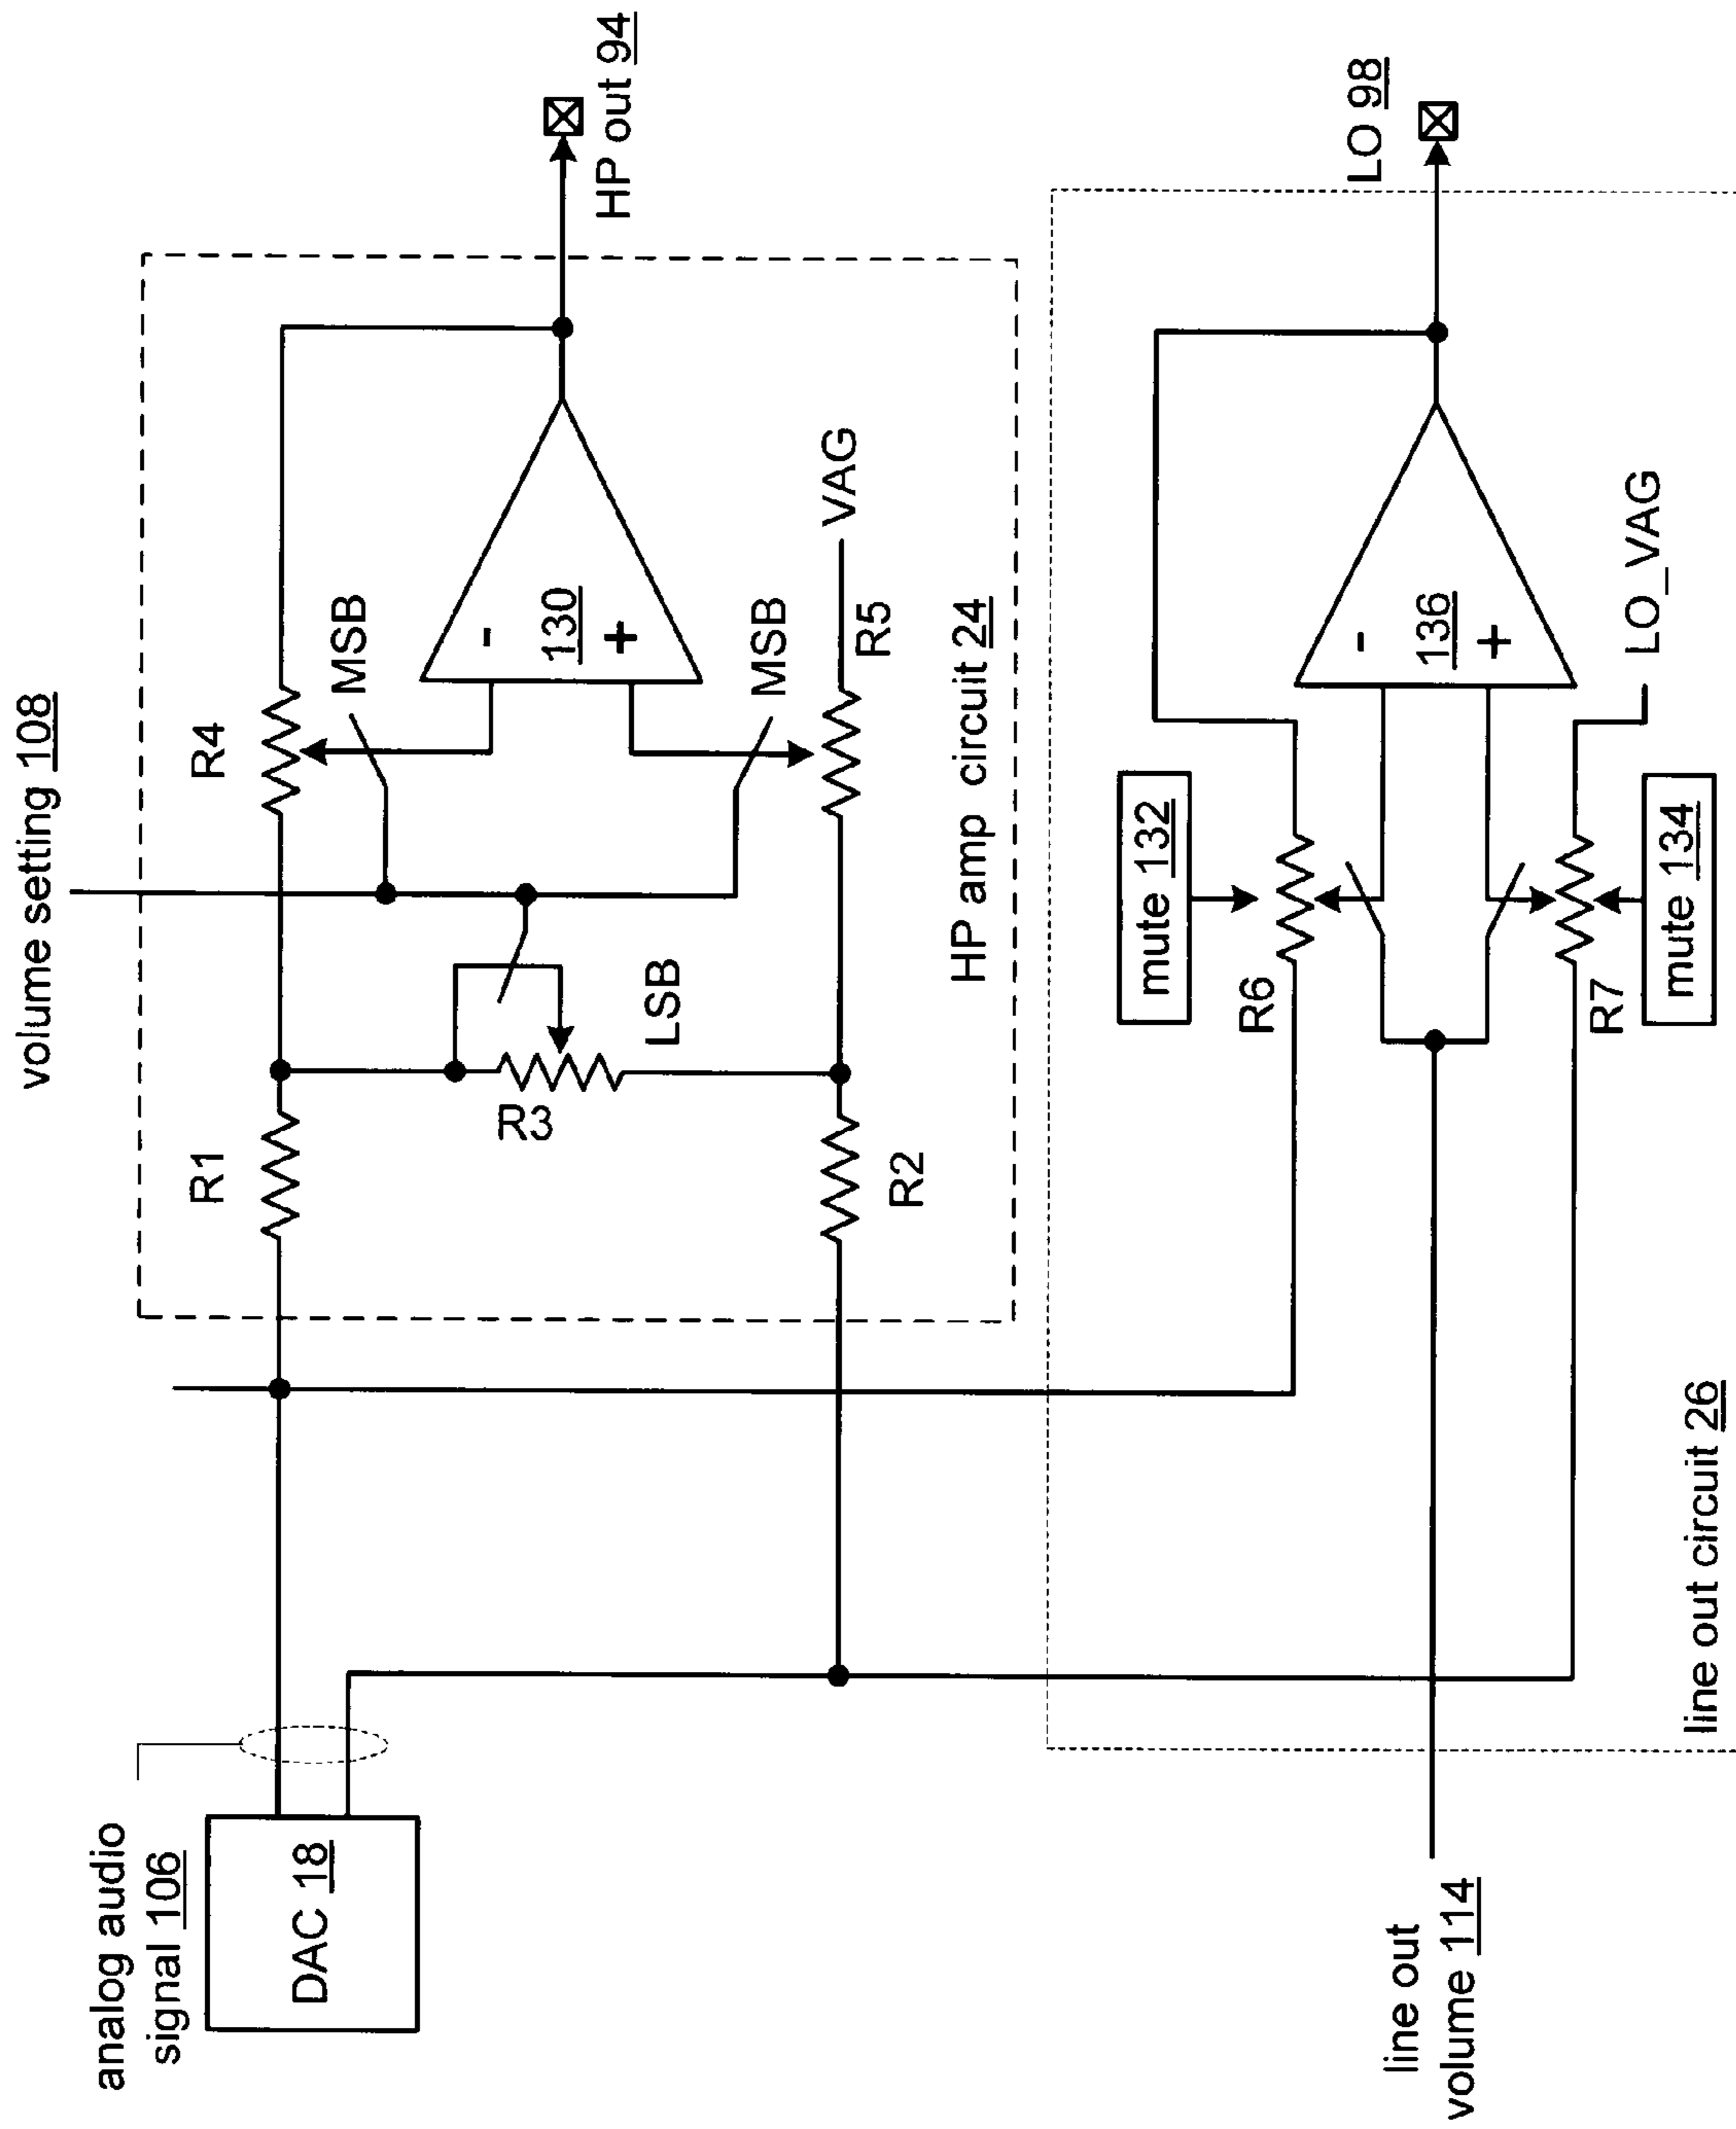 volume setting 108
analog audio
signal 106
DAC 18
R1
R4
MSB
130
-
+
R3
LSB
MSB
R2
R5
VAG
HP amp circuit 24
HP out 94
line out
volume 114
mute 132
R6
136
-
+
R7
mute 134
LO_VAG
LO 98
line out circuit 26